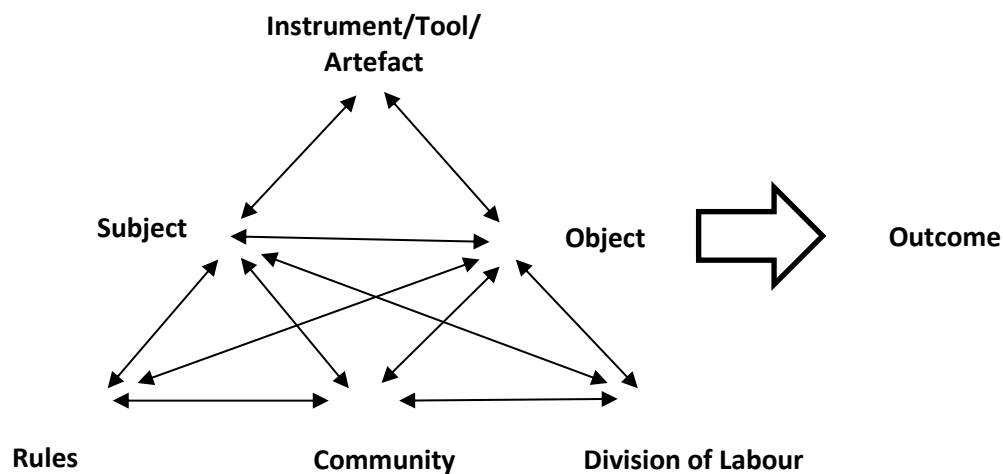 Instrument/Tool/
Artefact
Subject
Object
Outcome
Rules
Community
Division of Labour